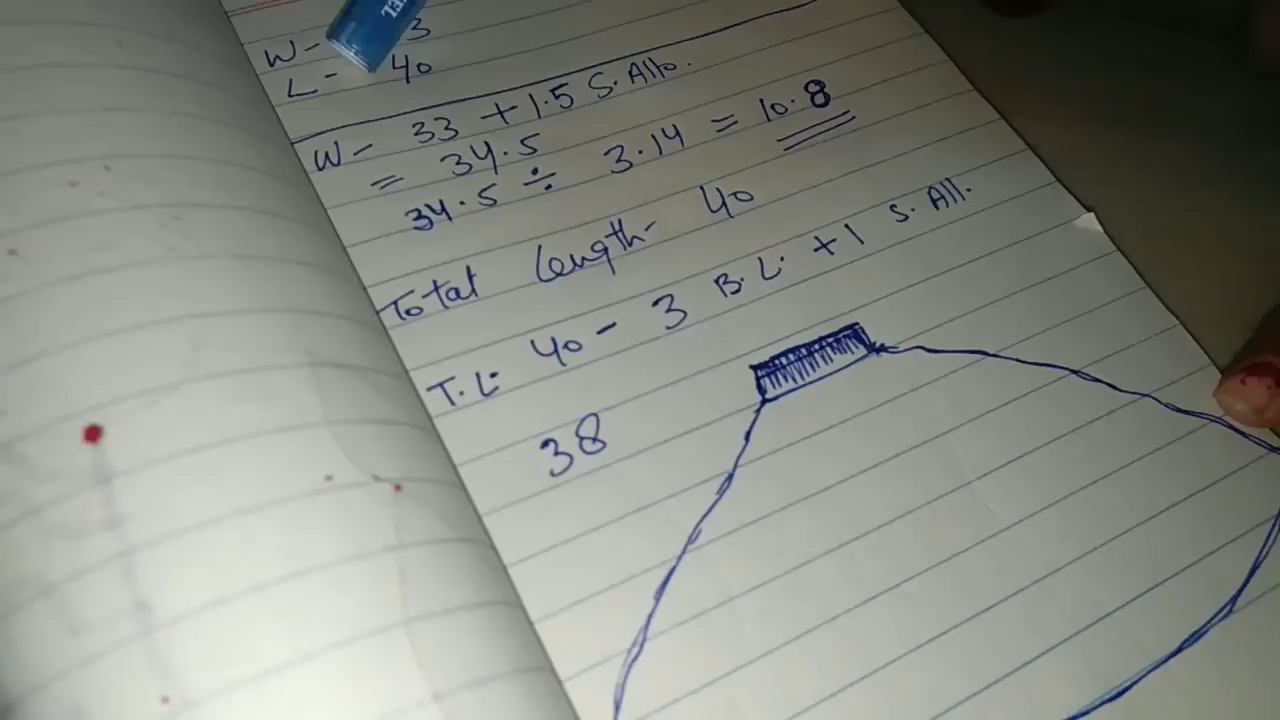 W- 3
L- 40
W- 33 + 1.5 S. Allo.
= 34.5
34.5 ÷ 3.14 = 10.8
Total Length- 40
T.L: 40 - 3 B.L. + 1 S. All.
38